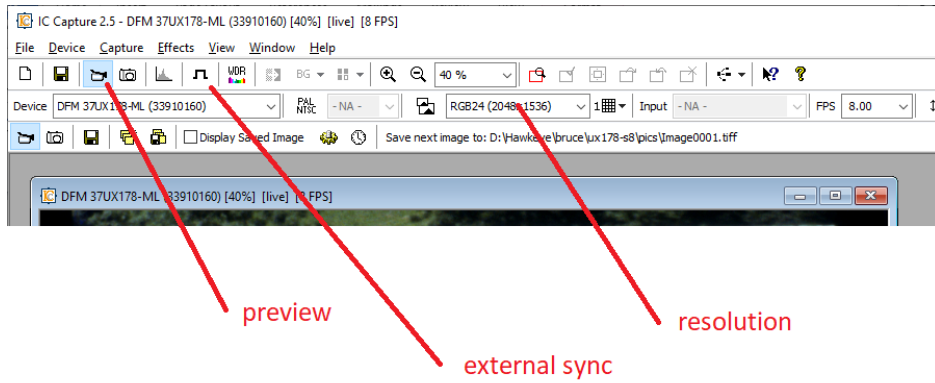 IC Capture 2.5 - DFM 37UX178-ML (33910160) [40%] [live] [8 FPS]
File Device Capture Effects View Window Help
WDR BG 40 %
Device DFM 37UX178-ML (33910160) PAL NTSC - NA - RGB24 (2048x1536) 1 Input - NA - FPS 8.00
Display Saved Image Save next image to: D:\Hawkeye\bruce\ux178-s8\pics\Image0001.tiff
IC DFM 37UX178-ML (33910160) [40%] [live] [8 FPS]
preview
resolution
external sync